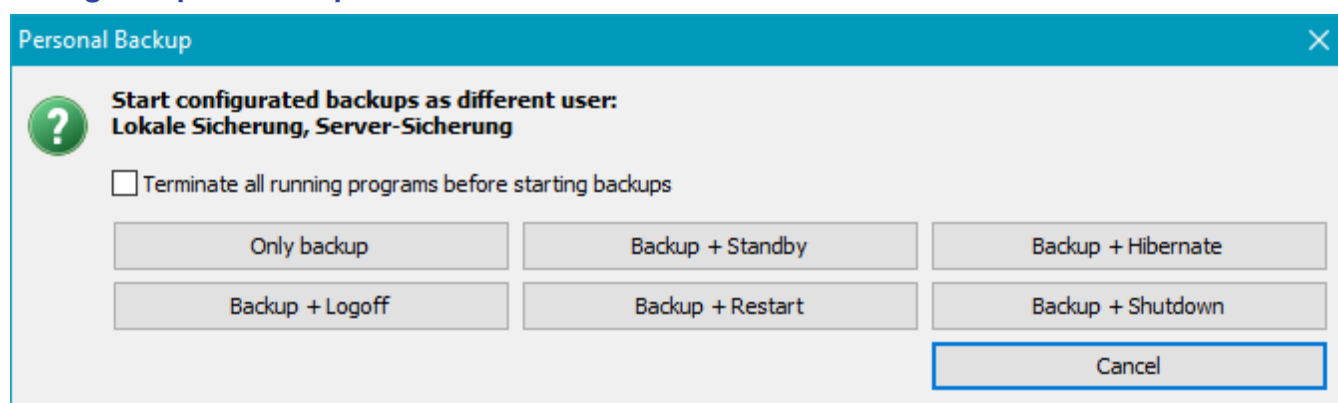 Personal Backup
Start configurated backups as different user:
Lokale Sicherung, Server-Sicherung
Terminate all running programs before starting backups
Only backup
Backup + Standby
Backup + Hibernate
Backup + Logoff
Backup + Restart
Backup + Shutdown
Cancel